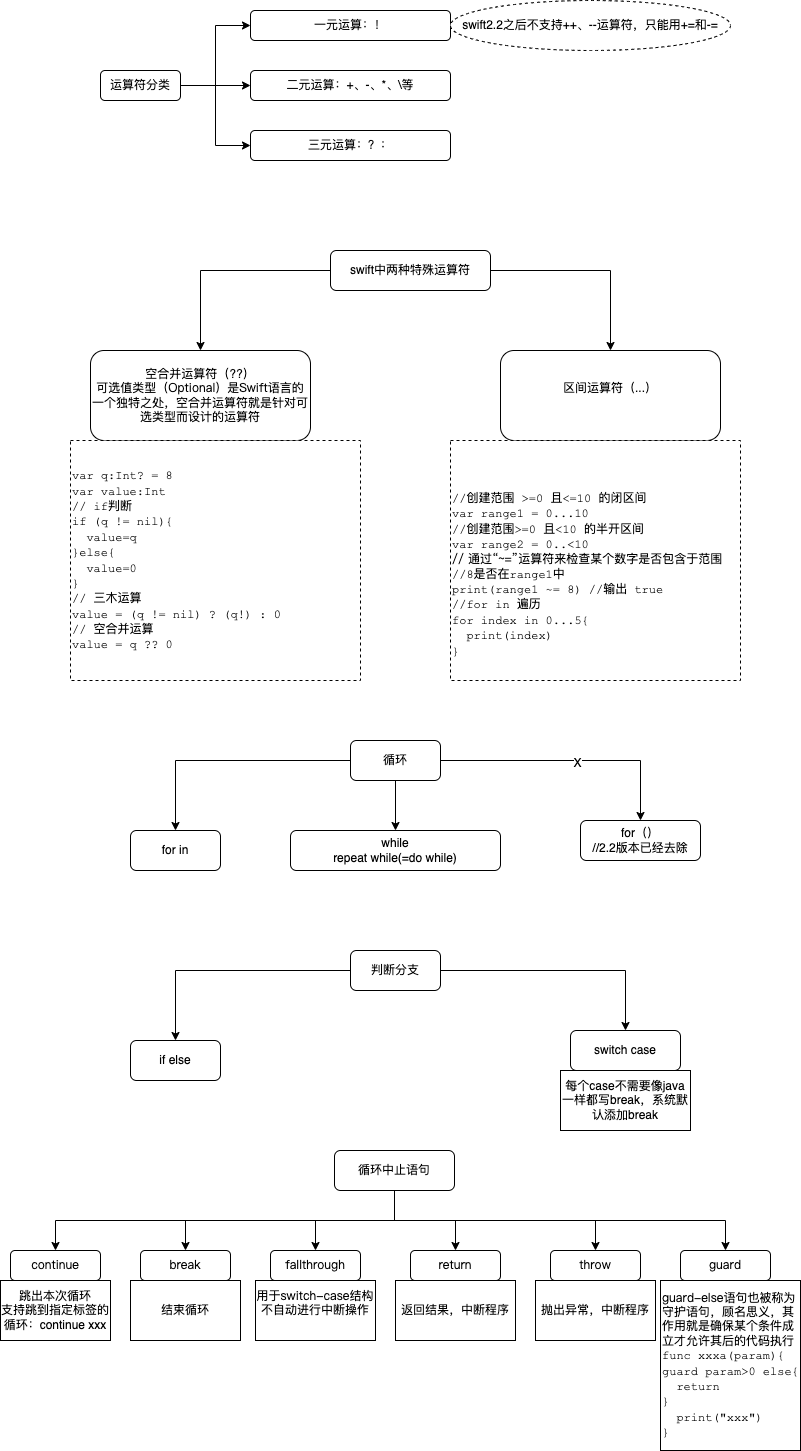 一元运算：!
swift2.2之后不支持++、--运算符，只能用+=和-=
运算符分类
二元运算：+、-、*、\等
三元运算：? ：
swift中两种特殊运算符
空合并运算符（??）
可选值类型（Optional）是Swift语言的
一个独特之处，空合并运算符就是针对可
选类型而设计的运算符
区间运算符（...）
var q:Int? = 8
var value:Int
// if判断
if (q != nil){
value=q
}else{
value=0
}
// 三木运算
value = (q != nil) ? (q!) : 0
// 空合并运算
value = q ?? 0
//创建范围 >=0 且<=10 的闭区间
var range1 = 0...10
//创建范围>=0 且<10 的半开区间
var range2 = 0..<10
// 通过“~=”运算符来检查某个数字是否包含于范围
//8是否在range1中
print(range1 ~= 8) //输出 true
//for in 遍历
for index in 0...5{
print(index)
}
循环
X
for in
while
repeat while(=do while)
for（）
//2.2版本已经去除
判断分支
if else
switch case
每个case不需要像java
一样都写break，系统默
认添加break
循环中止语句
continue
break
fallthrough
return
throw
guard
跳出本次循环
支持跳到指定标签的
循环：continue xxx
结束循环
用于switch-case结构
不自动进行中断操作
返回结果，中断程序
抛出异常，中断程序
guard-else语句也被称为
守护语句，顾名思义，其
作用就是确保某个条件成
立才允许其后的代码执行
func xxxa(param){
guard param>0 else{
return
}
print("xxx")
}